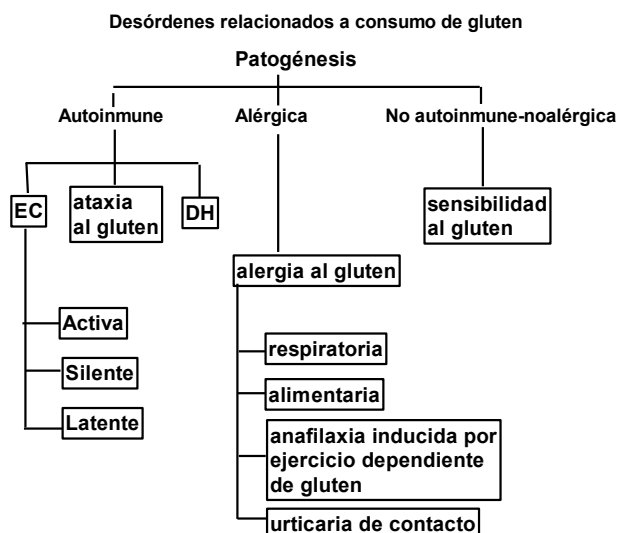 Desórdenes relacionados a consumo de gluten
Patogénesis
Autoinmune
Alérgica
No autoinmune-noalérgica
EC
ataxia
al gluten
DH
sensibilidad
al gluten
alergia al gluten
Activa
Silente
Latente
respiratoria
alimentaria
anafilaxia inducida por
ejercicio dependiente
de gluten
urticaria de contacto